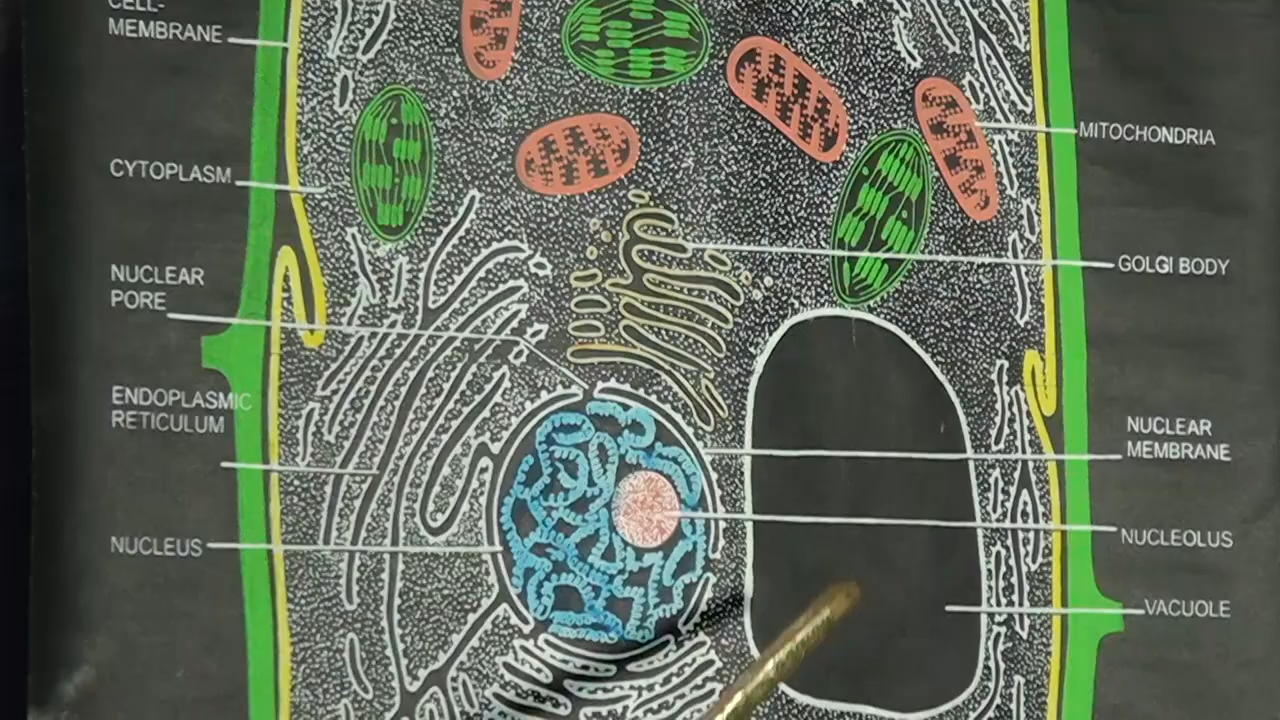 CELL-
MEMBRANE
CYTOPLASM
NUCLEAR
PORE
ENDOPLASMIC
RETICULUM
NUCLEUS
MITOCHONDRIA
GOLGI BODY
NUCLEAR
MEMBRANE
NUCLEOLUS
VACUOLE